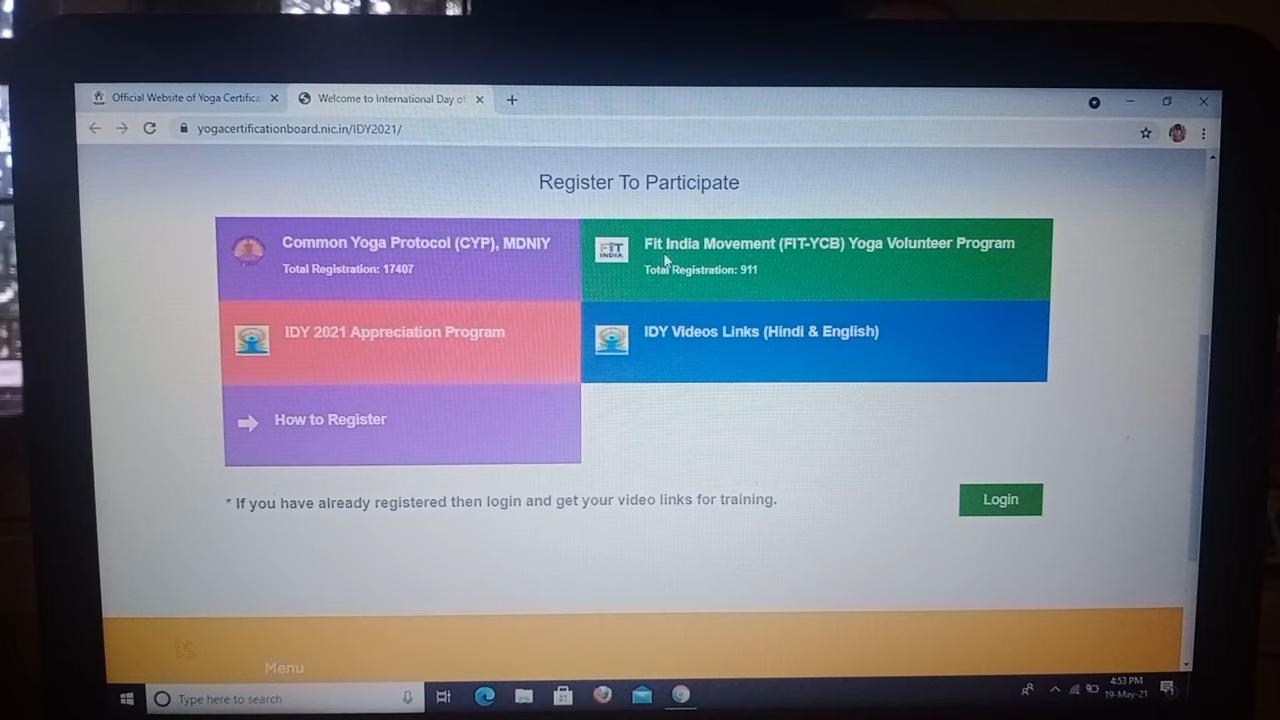 Official Website of Yoga Certifica
Welcome to International Day of
yogacertificationboard.nic.in/IDY2021/
Register To Participate
Common Yoga Protocol (CYP), MDNIY
Total Registration: 17407
FIT INDIA
Fit India Movement (FIT-YCB) Yoga Volunteer Program
Total Registration: 911
IDY 2021 Appreciation Program
IDY Videos Links (Hindi & English)
How to Register
* If you have already registered then login and get your video links for training.
Login
Menu
Type here to search
4:53 PM
19-May-21